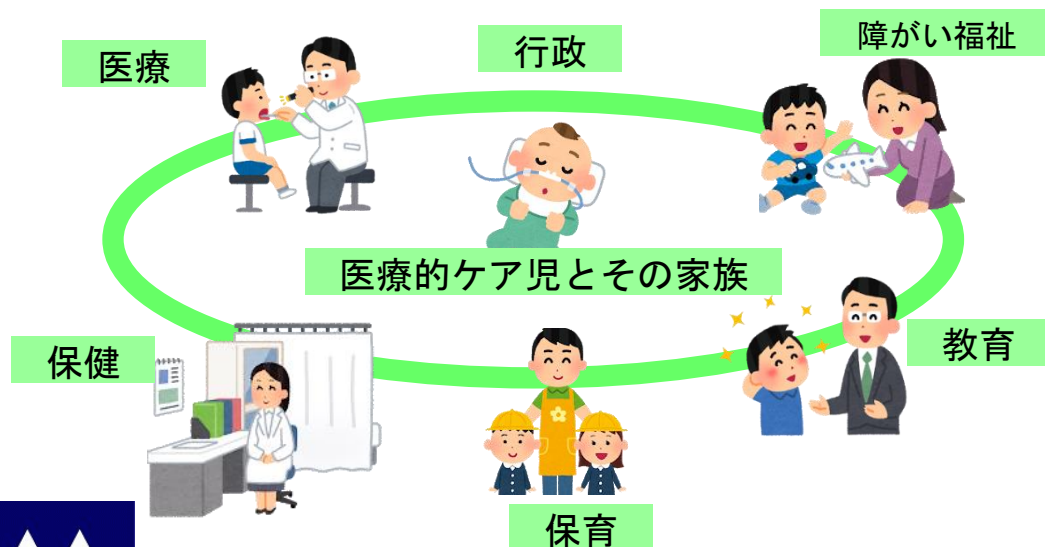 医療
行政
障がい福祉
医療的ケア児とその家族
保健
教育
保育